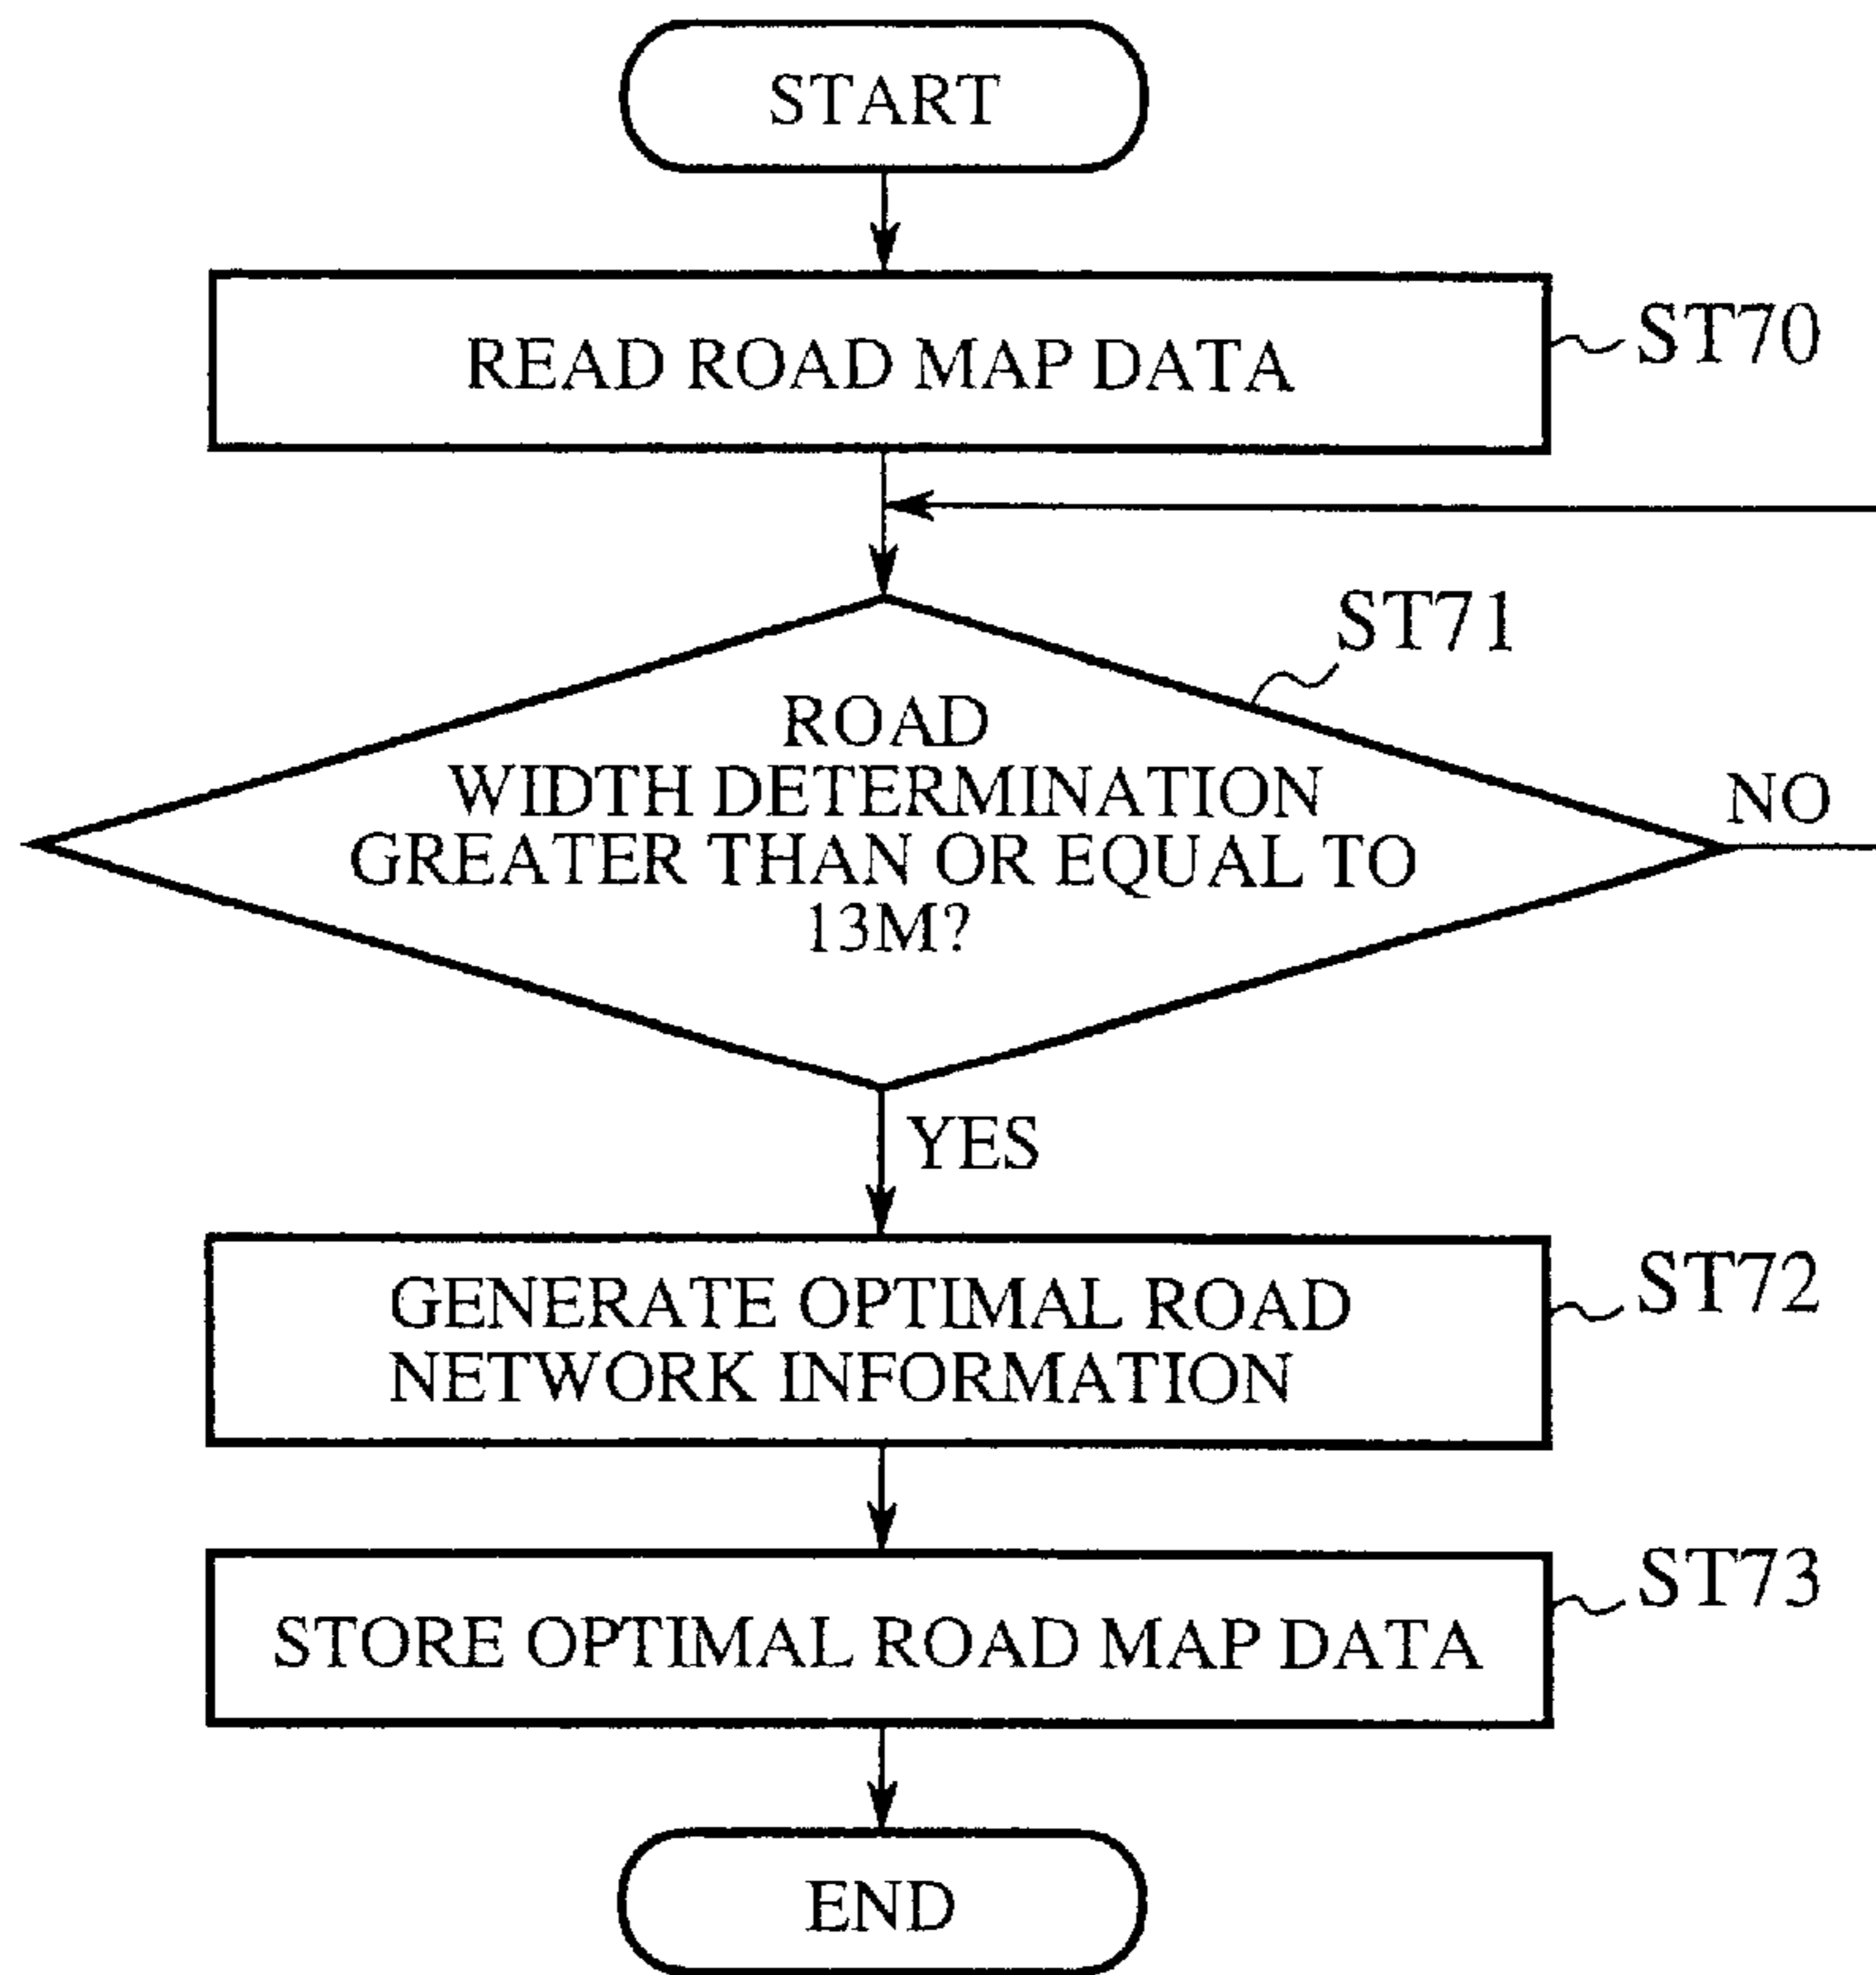 START
READ ROAD MAP DATA
ST70
ST71
ROAD
WIDTH DETERMINATION
GREATER THAN OR EQUAL TO
13M?
NO
YES
GENERATE OPTIMAL ROAD
NETWORK INFORMATION
ST72
STORE OPTIMAL ROAD MAP DATA
ST73
END